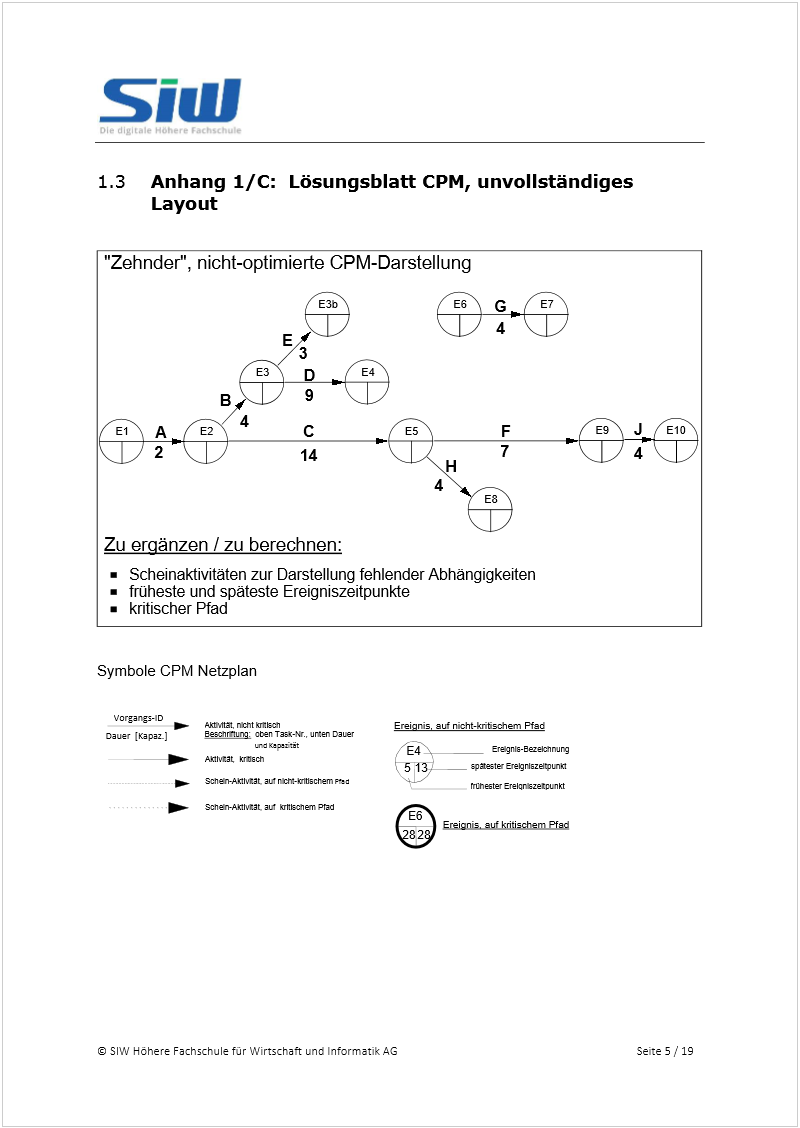 SIW
Die digitale Höhere Fachschule
1.3 Anhang 1/C: Lösungsblatt CPM, unvollständiges
Layout
"Zehnder", nicht-optimierte CPM-Darstellung
E3b
E6
G
4
E7
E
3
E3
D
9
E4
B
4
E1
A
2
E2
C
14
E5
F
7
E9
J
4
E10
H
4
E8
Zu ergänzen / zu berechnen:
Scheinaktivitäten zur Darstellung fehlender Abhängigkeiten
früheste und späteste Ereigniszeitpunkte
kritischer Pfad
Symbole CPM Netzplan
Vorgangs-ID
Dauer [Kapaz.]
Aktivität, nicht kritisch
Beschriftung: oben Task-Nr., unten Dauer
und Kapazität
Aktivität, kritisch
Schein-Aktivität, auf nicht-kritischem Pfad
Schein-Aktivität, auf kritischem Pfad
Ereignis, auf nicht-kritischem Pfad
E4
5 13
Ereignis-Bezeichnung
spätester Ereigniszeitpunkt
frühester Ereigniszeitpunkt
E6
28 28
Ereignis, auf kritischem Pfad
© SIW Höhere Fachschule für Wirtschaft und Informatik AG Seite 5 / 19